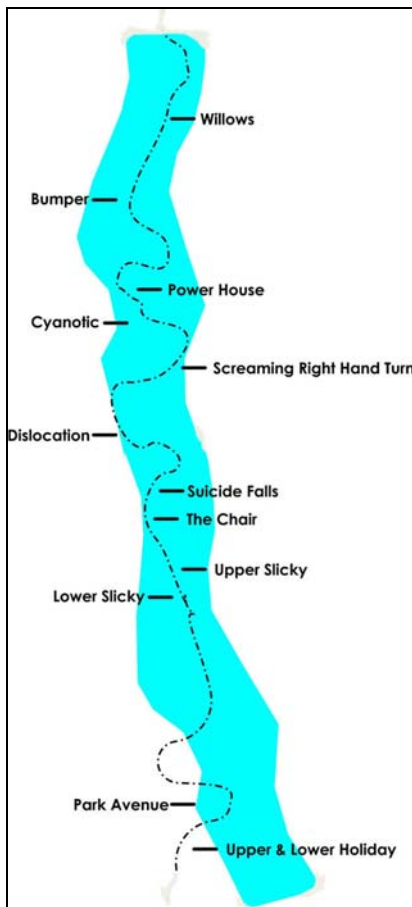 Willows
Bumper
Power House
Cyanotic
Screaming Right Hand Turn
Dislocation
Suicide Falls
The Chair
Upper Slicky
Lower Slicky
Park Avenue
Upper & Lower Holiday